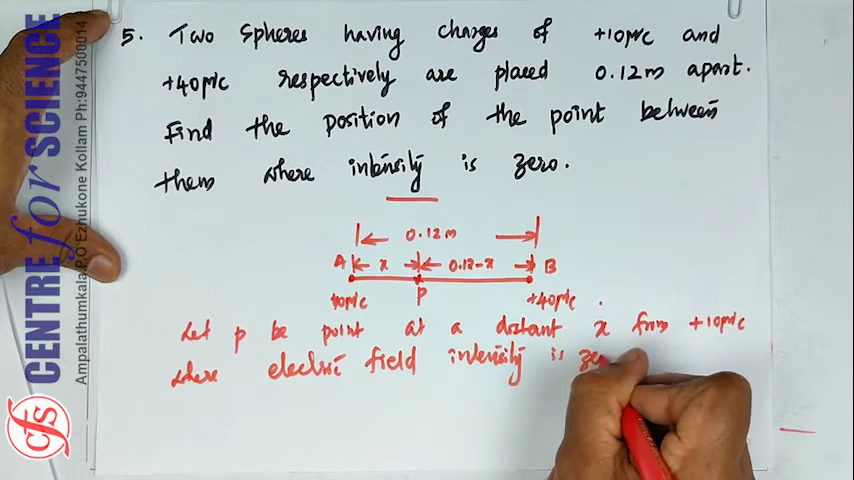 5. Two Spheres having charges of +10μc and
+40μc respectively are placed 0.12m apart.
Find the position of the point between
them where intensity is zero.
0.12m
A x 0.12-x B
10μc P +40μc
Let p be point at a distant x from +10μc
where electric field intensity is zero
CENTRE for SCIENCE
Ampalathumkala P.O Ezhukone Kollam Ph:9447500014
cfs